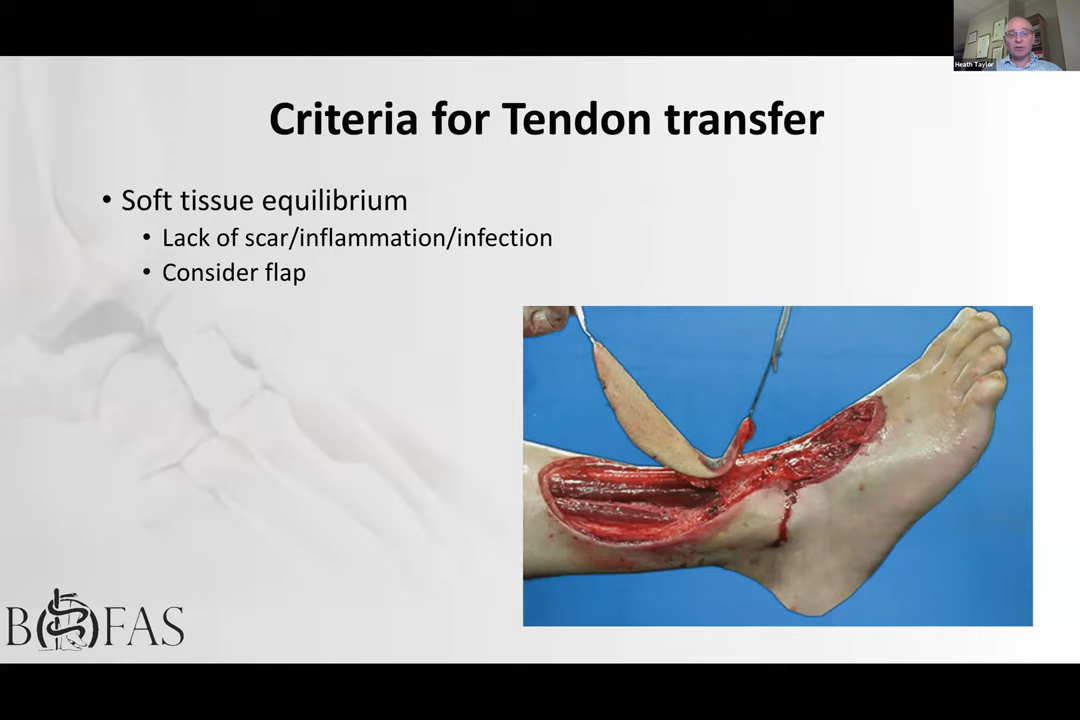 Heath Taylor
Criteria for Tendon transfer
• Soft tissue equilibrium
• Lack of scar/inflammation/infection
• Consider flap
BOFAS